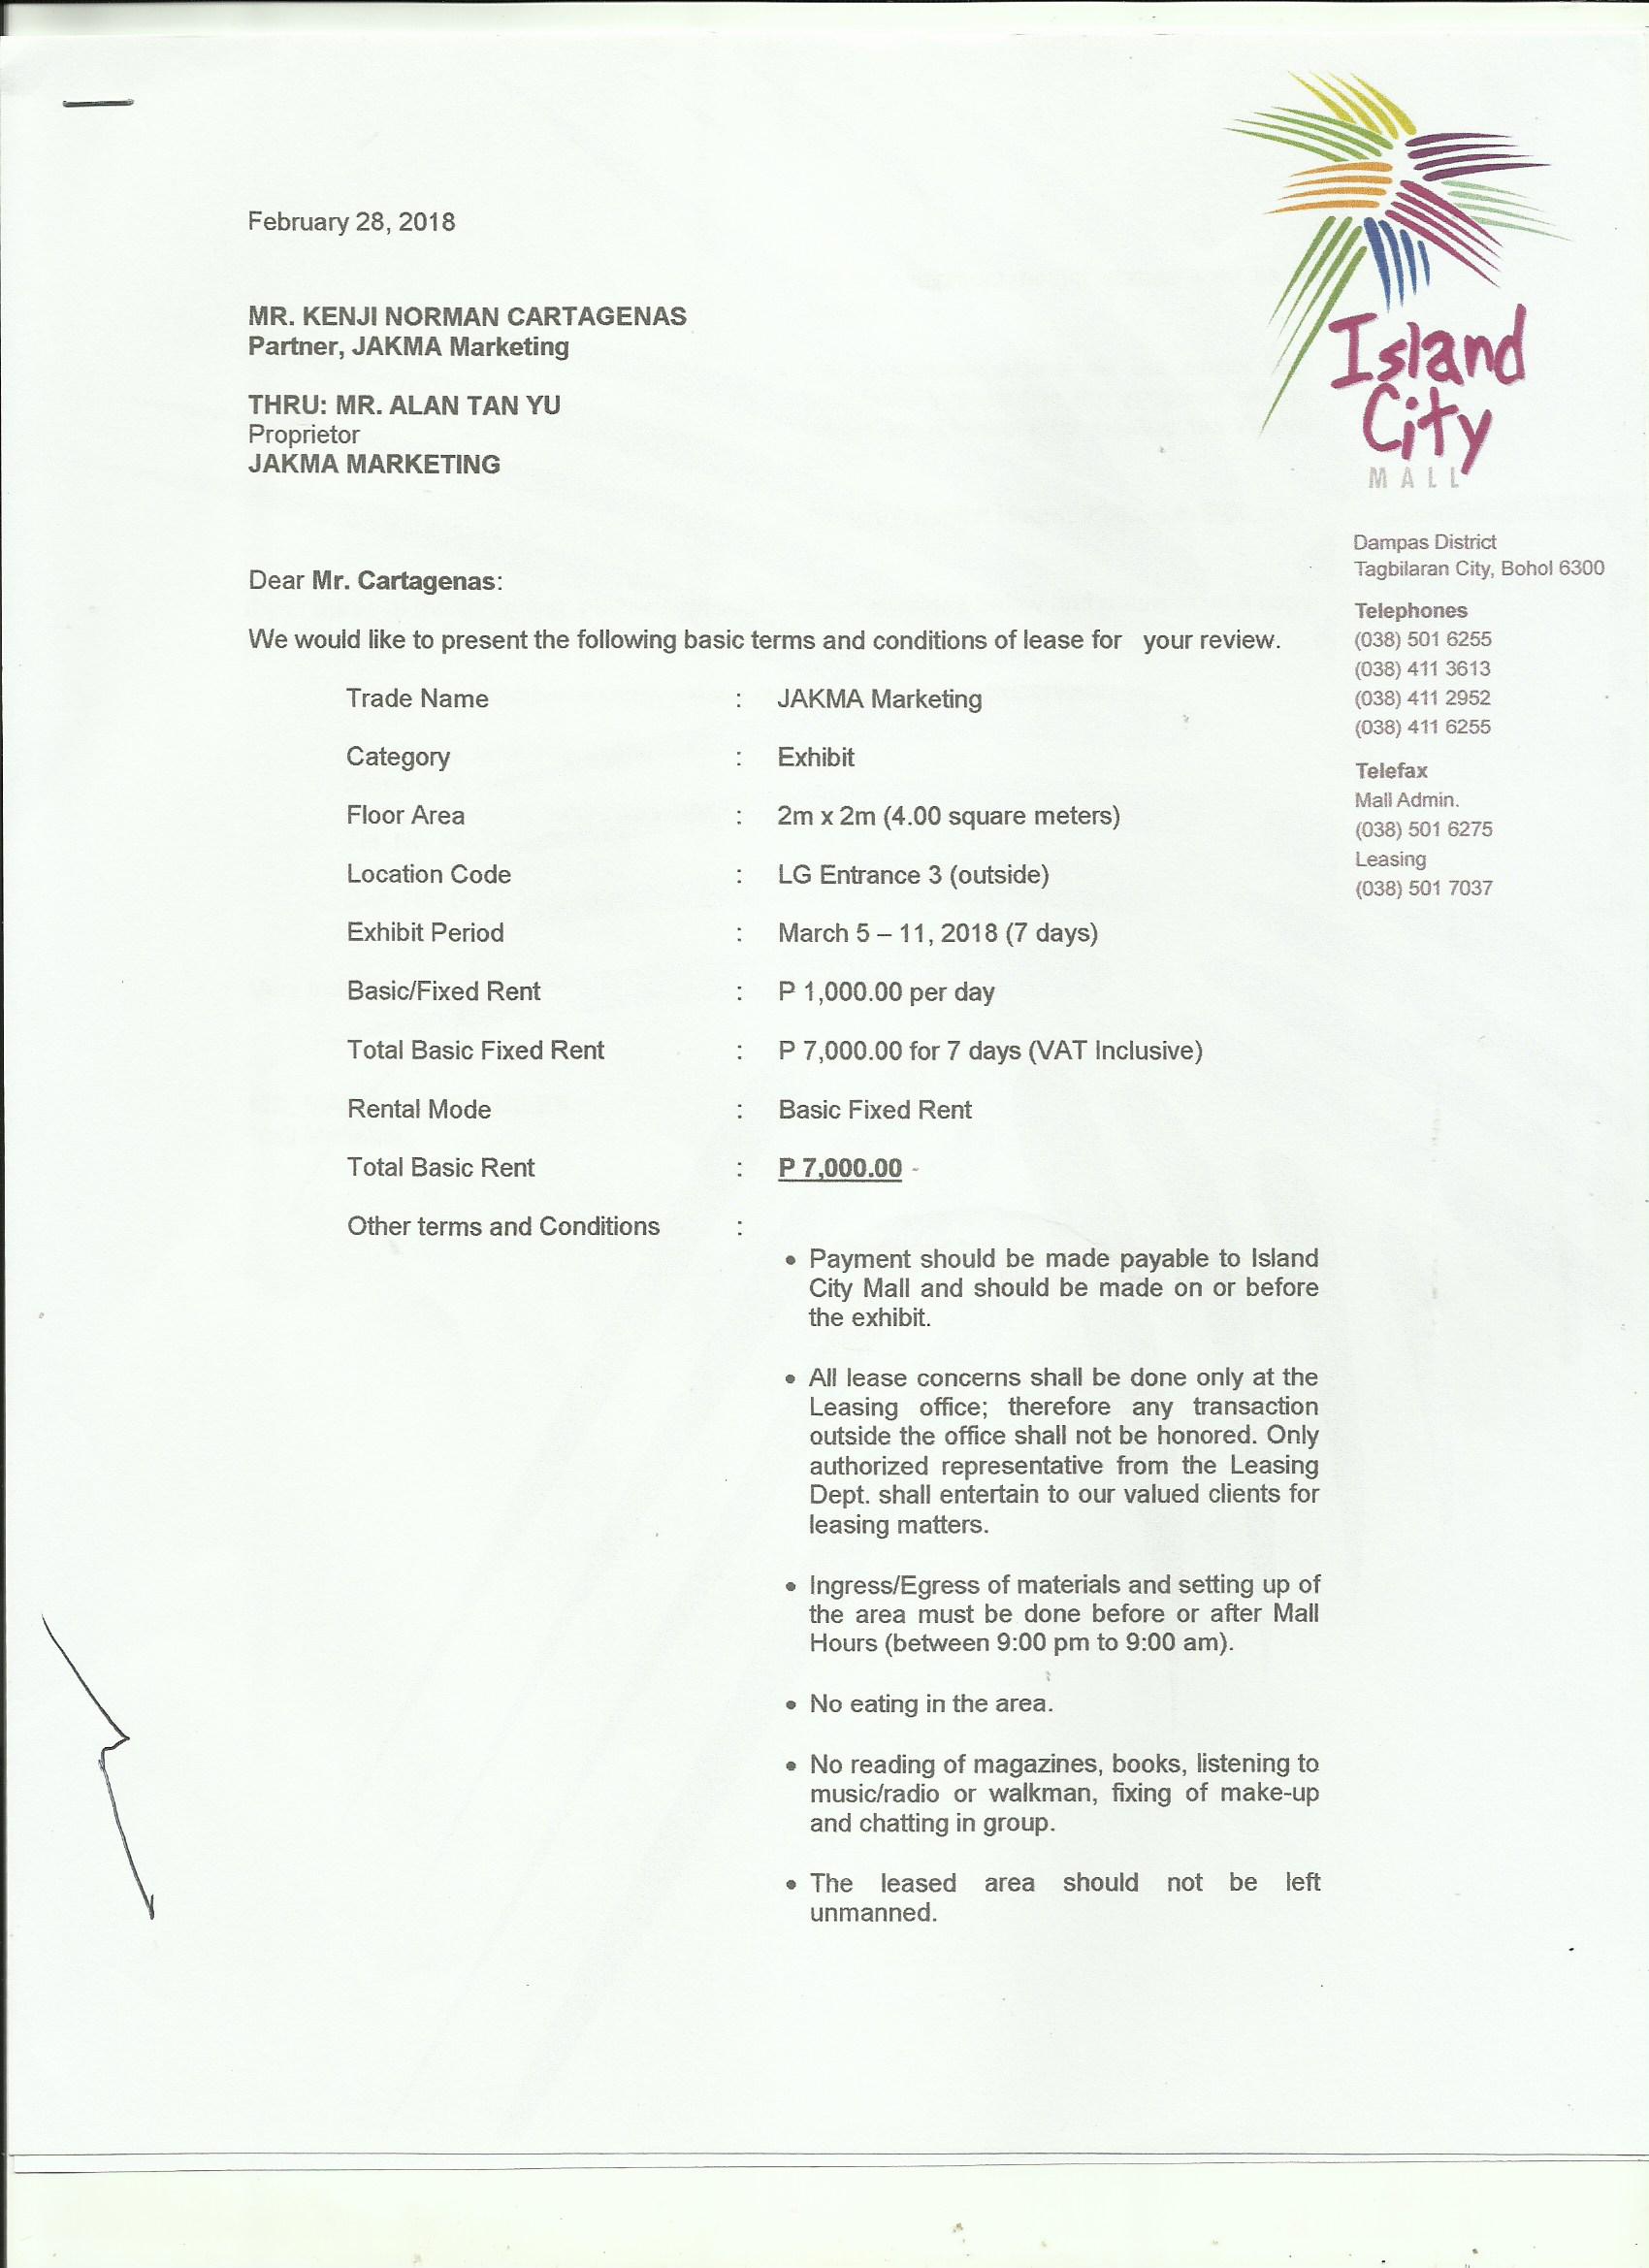 February 28, 2018
MR. KENJI NORMAN CARTAGENAS
Partner, JAKMA Marketing
THRU: MR. ALAN TAN YU
Proprietor
JAKMA MARKETING
Island
City
MALL
Dampas District
Tagbilaran City, Bohol 6300
Telephones
(038) 501 6255
(038) 411 3613
(038) 411 2952
(038) 411 6255
Telefax
Mall Admin.
(038) 501 6275
Leasing
(038) 501 7037
Dear Mr. Cartagenas:
We would like to present the following basic terms and conditions of lease for your review.
Trade Name : JAKMA Marketing
Category : Exhibit
Floor Area : 2m x 2m (4.00 square meters)
Location Code : LG Entrance 3 (outside)
Exhibit Period : March 5 – 11, 2018 (7 days)
Basic/Fixed Rent : P 1,000.00 per day
Total Basic Fixed Rent : P 7,000.00 for 7 days (VAT Inclusive)
Rental Mode : Basic Fixed Rent
Total Basic Rent : P 7,000.00 -
Other terms and Conditions :
• Payment should be made payable to Island
City Mall and should be made on or before
the exhibit.
• All lease concerns shall be done only at the
Leasing office; therefore any transaction
outside the office shall not be honored. Only
authorized representative from the Leasing
Dept. shall entertain to our valued clients for
leasing matters.
• Ingress/Egress of materials and setting up of
the area must be done before or after Mall
Hours (between 9:00 pm to 9:00 am).
• No eating in the area.
• No reading of magazines, books, listening to
music/radio or walkman, fixing of make-up
and chatting in group.
• The leased area should not be left
unmanned.